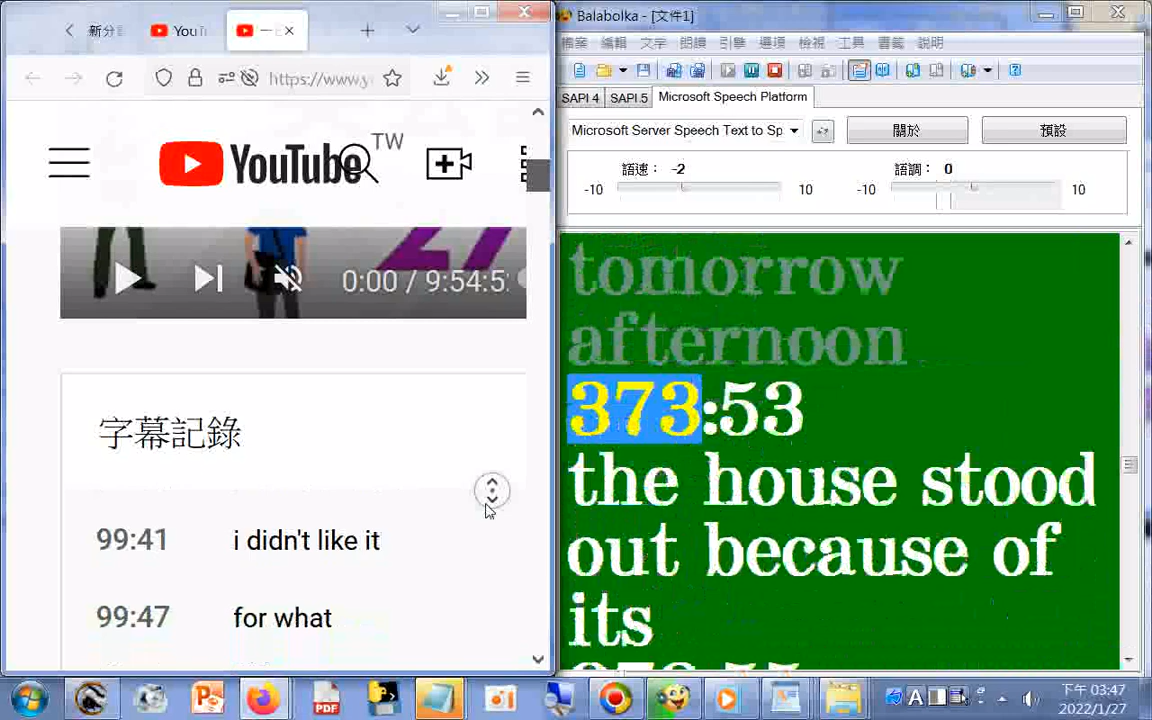 新分
YouT
一
Balabolka - [文件1]
https://www.y
檔案 編輯 文字 朗讀 引擎 選項 檢視 工具 書籤 說明
SAPI 4 SAPI 5 Microsoft Speech Platform
YouTube TW
Microsoft Server Speech Text to Sp
關於
預設
語速： -2
-10 10
語調： 0
-10 10
27
0:00 / 9:54:5
字幕記錄
99:41 i didn't like it
99:47 for what
tomorrow
afternoon
373:53
the house stood
out because of
its
PDF
A
下午 03:47
2022/1/27